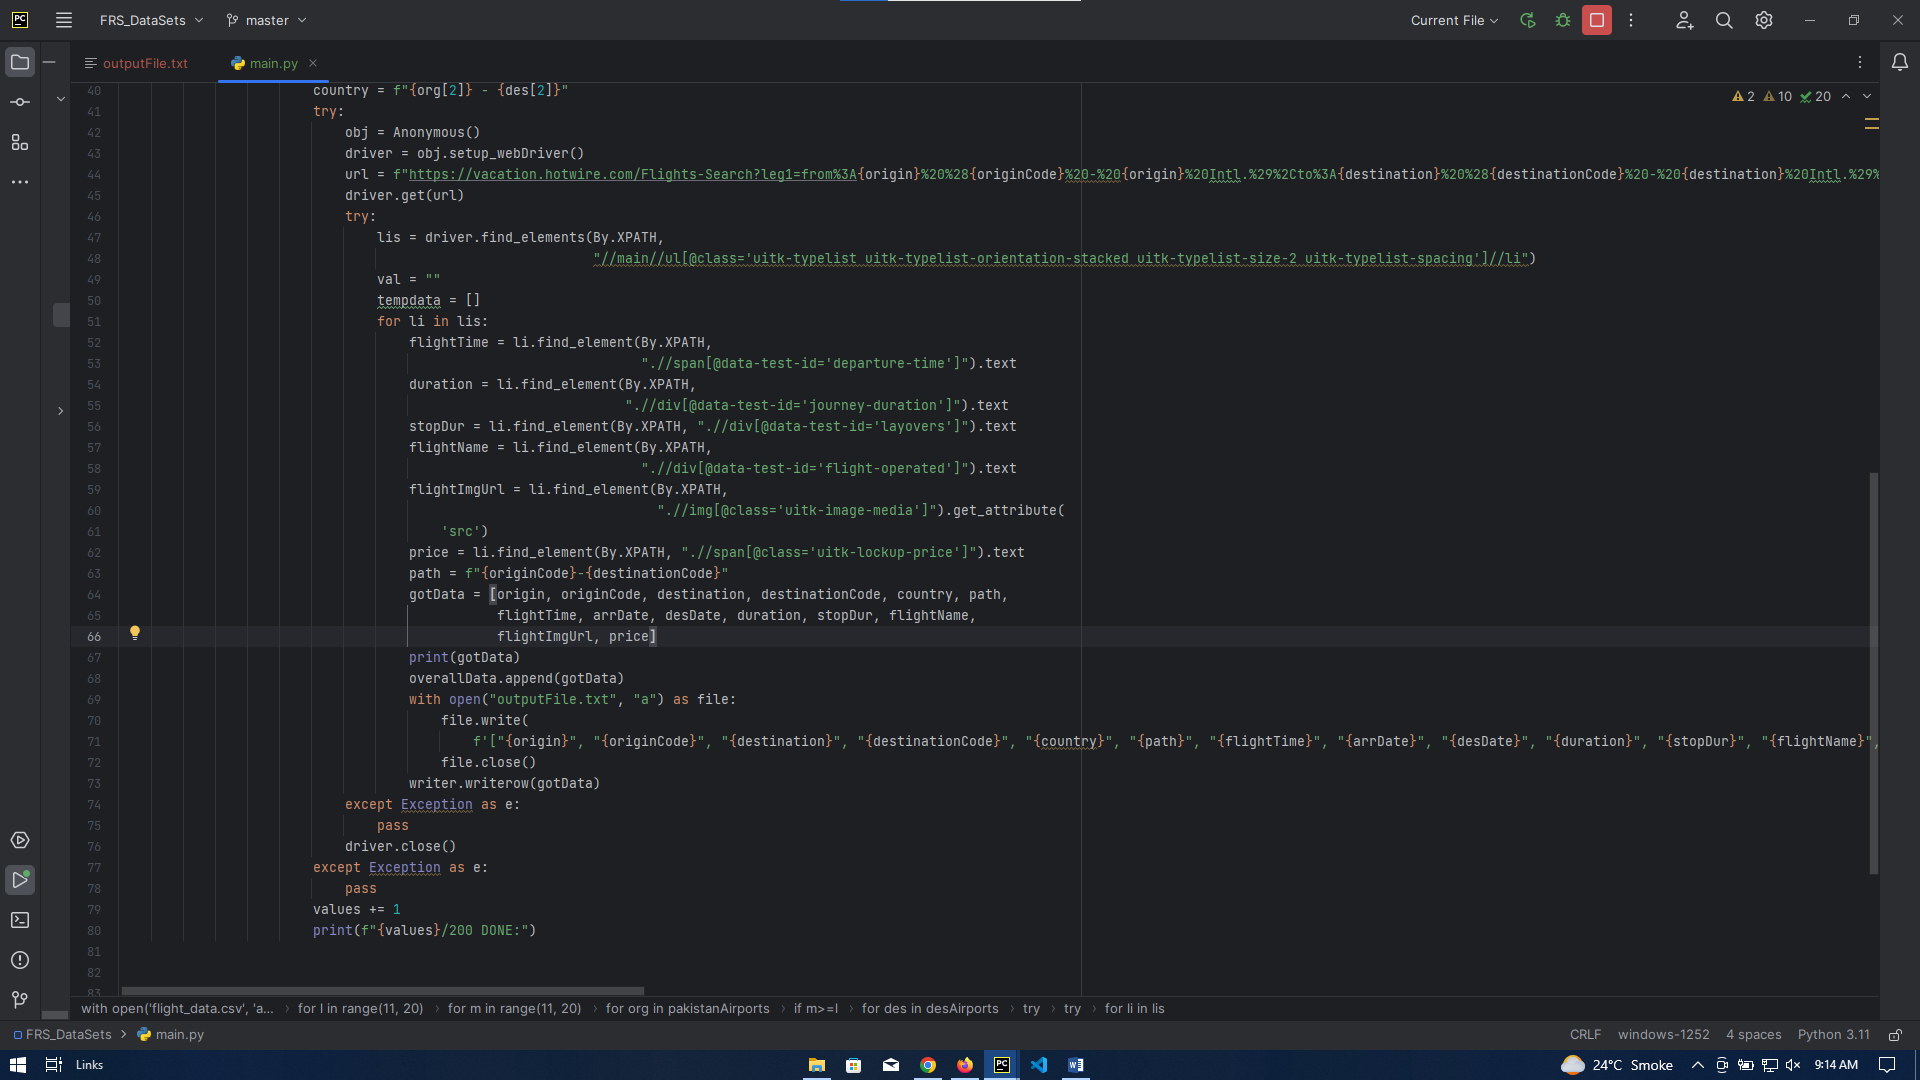 FRS_DataSets
master
Current File
outputFile.txt
main.py
2 10 20
40 country = f"{org[2]} - {des[2]}"
41 try:
42 obj = Anonymous()
43 driver = obj.setup_webDriver()
44 url = f"https://vacation.hotwire.com/Flights-Search?leg1=from%3A{origin}%20%28{originCode}%20-%20{origin}%20Intl.%29%2Cto%3A{destination}%20%28{destinationCode}%20-%20{destination}%20Intl.%29%
45 driver.get(url)
46 try:
47 lis = driver.find_elements(By.XPATH,
48 "//main//ul[@class='uitk-typelist uitk-typelist-orientation-stacked uitk-typelist-size-2 uitk-typelist-spacing']//li")
49 val = ""
50 tempdata = []
51 for li in lis:
52 flightTime = li.find_element(By.XPATH,
53 ".//span[@data-test-id='departure-time']").text
54 duration = li.find_element(By.XPATH,
55 ".//div[@data-test-id='journey-duration']").text
56 stopDur = li.find_element(By.XPATH, ".//div[@data-test-id='layovers']").text
57 flightName = li.find_element(By.XPATH,
58 ".//div[@data-test-id='flight-operated']").text
59 flightImgUrl = li.find_element(By.XPATH,
60 ".//img[@class='uitk-image-media']").get_attribute(
61 'src')
62 price = li.find_element(By.XPATH, ".//span[@class='uitk-lockup-price']").text
63 path = f"{originCode}-{destinationCode}"
64 gotData = [origin, originCode, destination, destinationCode, country, path,
65 flightTime, arrDate, desDate, duration, stopDur, flightName,
66 flightImgUrl, price]
67 print(gotData)
68 overallData.append(gotData)
69 with open("outputFile.txt", "a") as file:
70 file.write(
71 f'["{origin}", "{originCode}", "{destination}", "{destinationCode}", "{country}", "{path}", "{flightTime}", "{arrDate}", "{desDate}", "{duration}", "{stopDur}", "{flightName}",
72 file.close()
73 writer.writerow(gotData)
74 except Exception as e:
75 pass
76 driver.close()
77 except Exception as e:
78 pass
79 values += 1
80 print(f"{values}/200 DONE:")
81
82
83
with open('flight_data.csv', 'a... › for l in range(11, 20) › for m in range(11, 20) › for org in pakistanAirports › if m>=l › for des in desAirports › try › try › for li in lis
FRS_DataSets > main.py
CRLF windows-1252 4 spaces Python 3.11
Links
24°C Smoke
9:14 AM